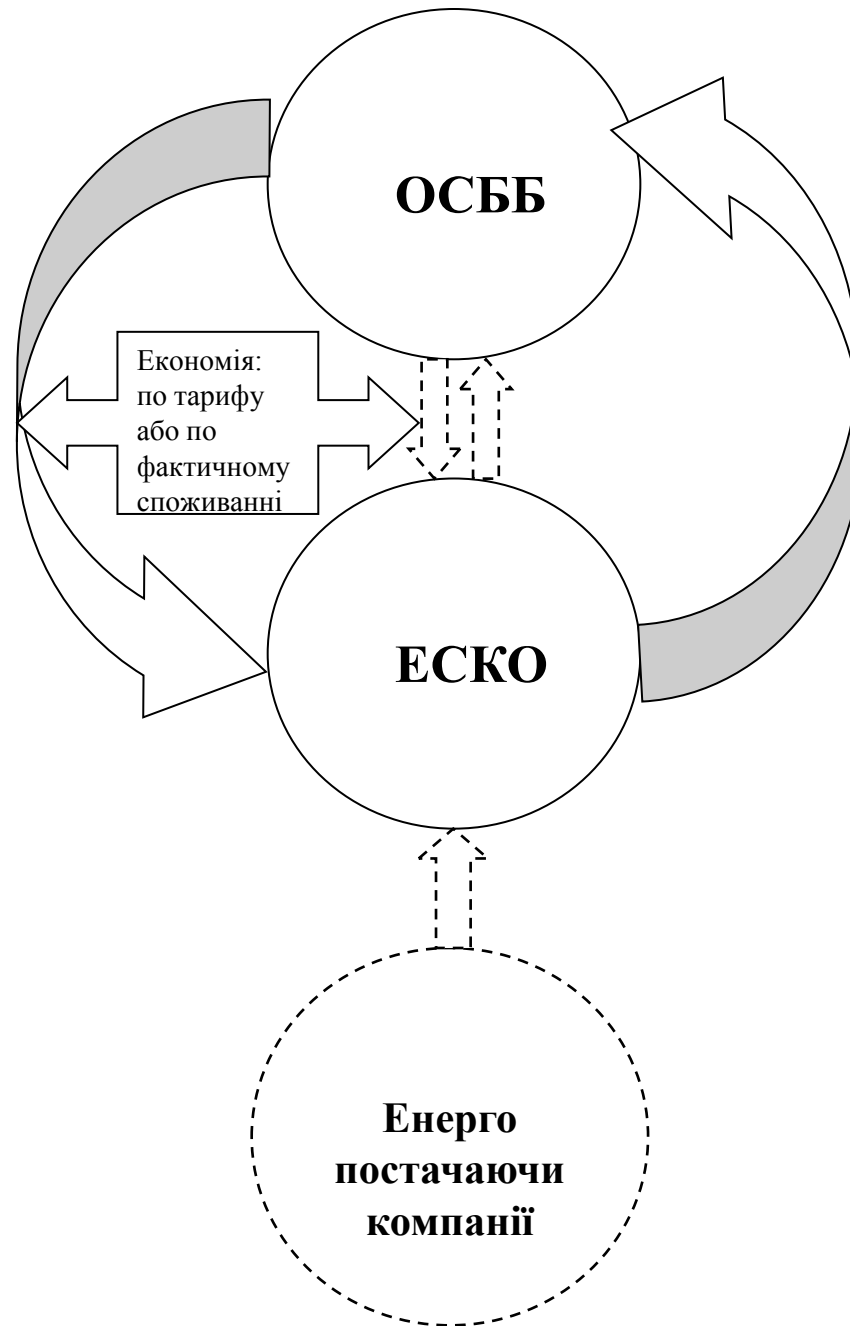 ОСББ
Економія:
по тарифу
або по
фактичному
споживанні
ЕСКО
Енерго
постачаючи
компанії